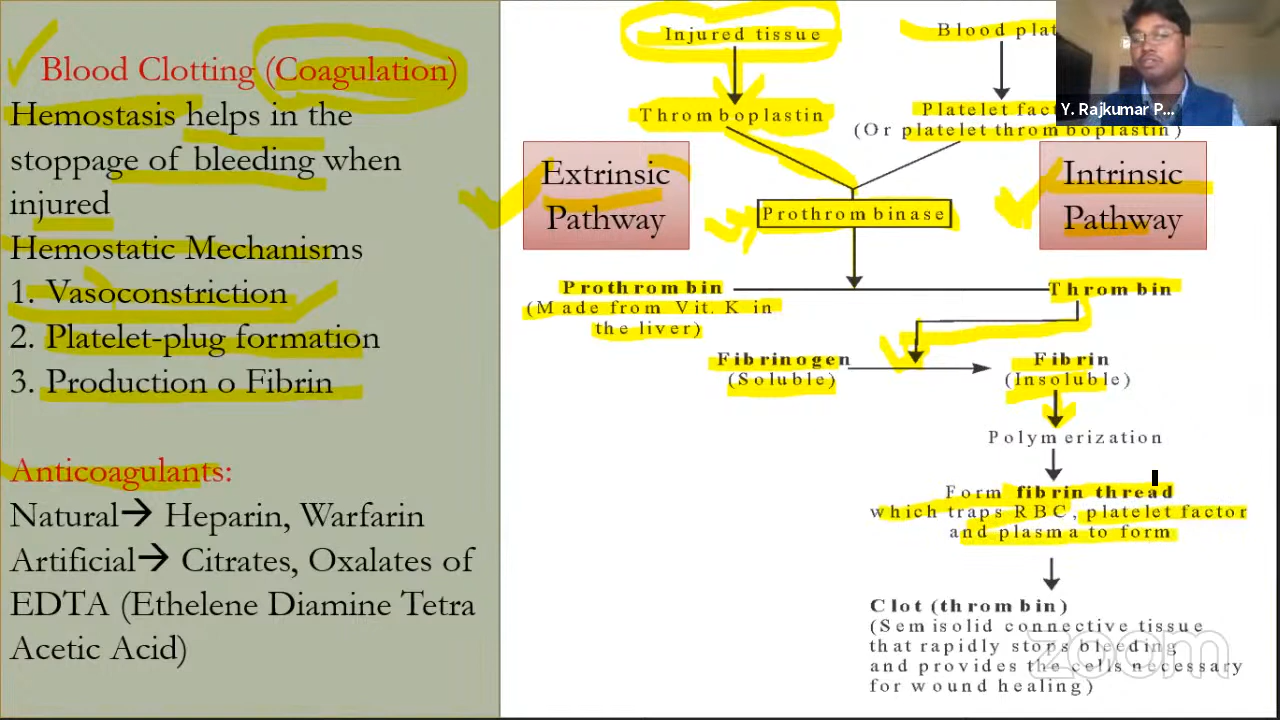 Blood Clotting (Coagulation)
Hemostasis helps in the
stoppage of bleeding when
injured
Hemostatic Mechanisms
1. Vasoconstriction
2. Platelet-plug formation
3. Production o Fibrin
Anticoagulants:
Natural→ Heparin, Warfarin
Artificial→ Citrates, Oxalates of
EDTA (Ethelene Diamine Tetra
Acetic Acid)
Injured tissue
Blood
Thromboplastin
Platelet
(Or platelet thromboplastin)
Y. Rajkumar P...
Extrinsic
Pathway
Intrinsic
Pathway
Prothrombinase
Prothrombin
(Made from Vit. K in
the liver)
Thrombin
Fibrinogen
(Soluble)
Fibrin
(Insoluble)
Polymerization
Form fibrin thread
which traps RBC, platelet factor
and plasma to form
Clot (thrombin)
(Semisolid connective tissue
that rapidly stops bleeding
and provides the cells necessary
for wound healing)
zoom